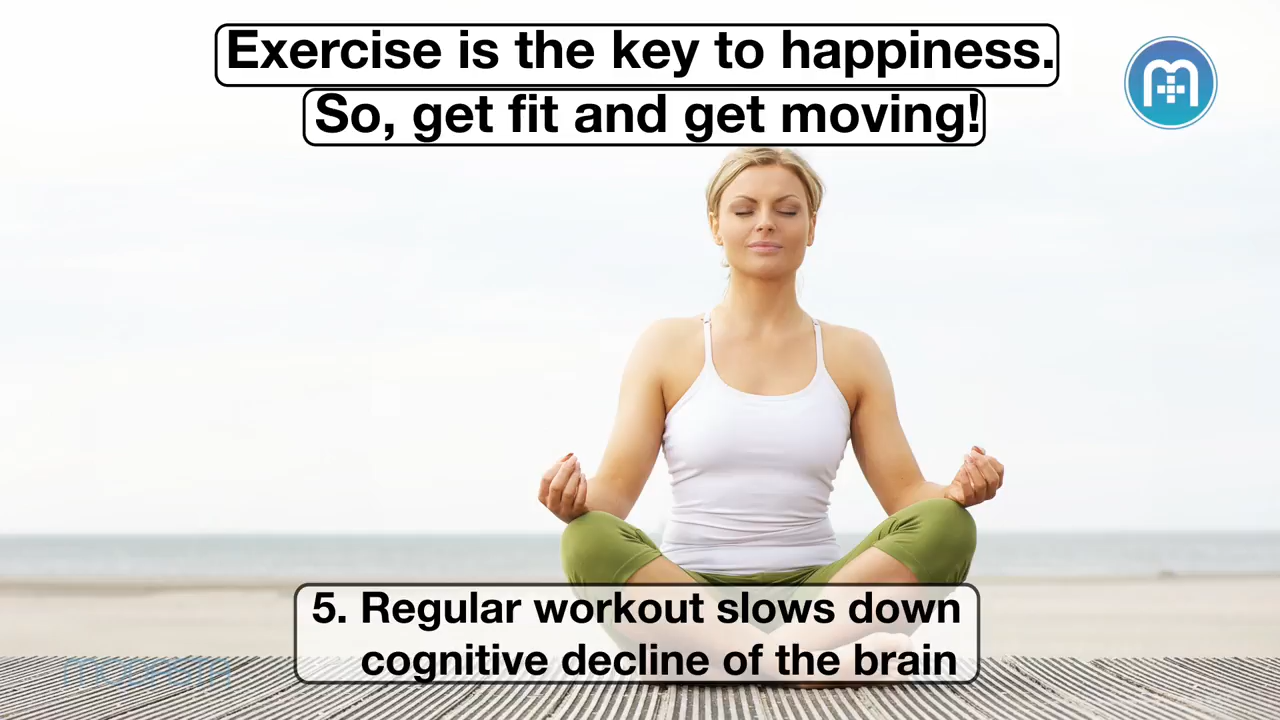 Exercise is the key to happiness.
So, get fit and get moving!
5. Regular workout slows down
cognitive decline of the brain